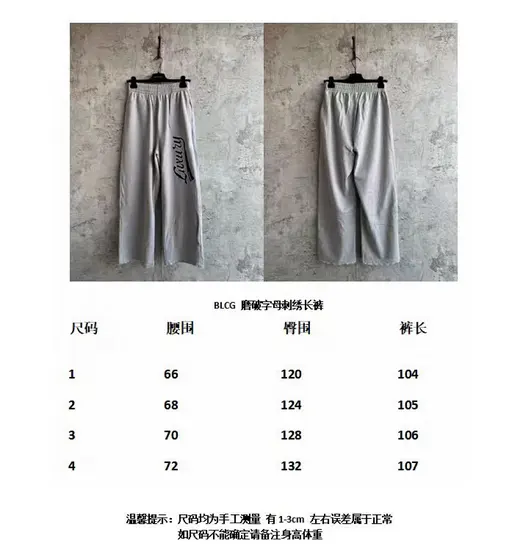 Luxury
BLCG 磨破字母刺绣长裤
尺码 腰围 臀围 裤长
1 66 120 104
2 68 124 105
3 70 128 106
4 72 132 107
温馨提示：尺码均为手工测量 有 1-3cm 左右误差属于正常
如尺码不能确定请备注身高体重